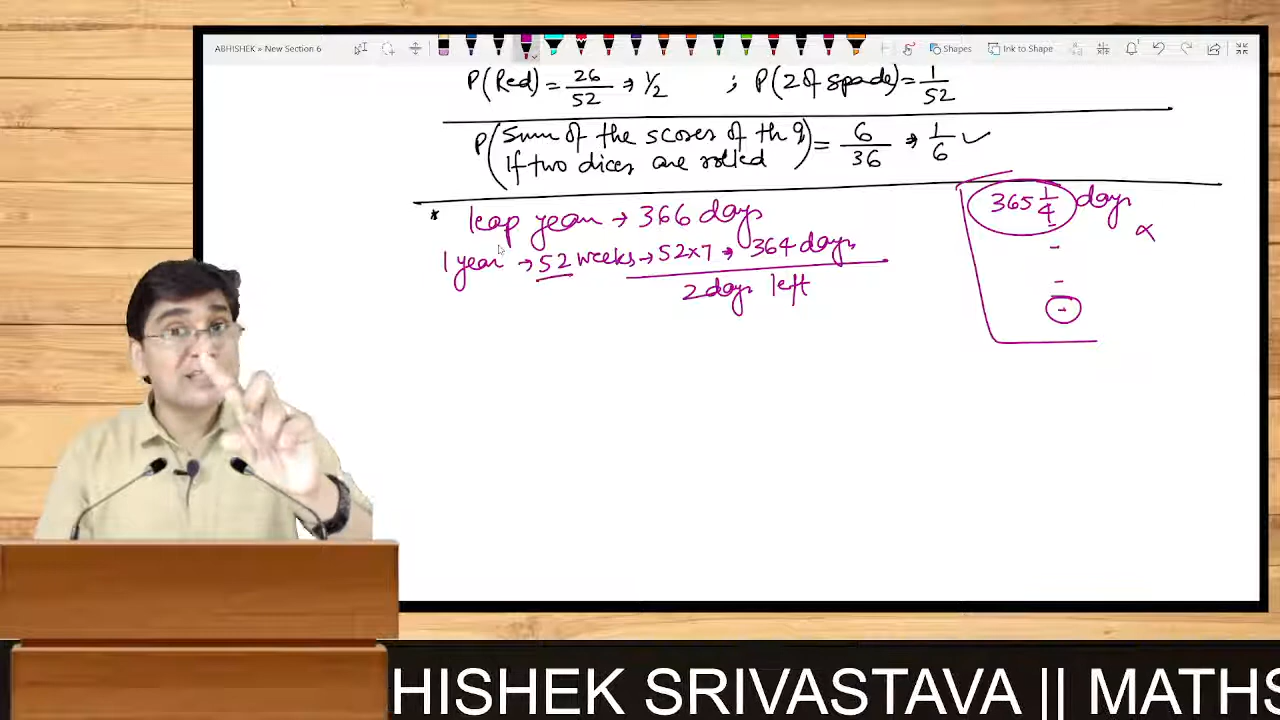 ABHISHEK » New Section 6
Shapes
Ink to Shape
P(Red) = 26/52 → 1/2 ; P(2 of spade) = 1/52
P(Sum of the scores of th 9
If two dices are rolled) = 6/36 → 1/6 ✓
* leap year → 366 days
1 year → 52 weeks → 52×7 → 364 days
2 days left
365 1/4 days
HISHEK SRIVASTAVA || MATHS